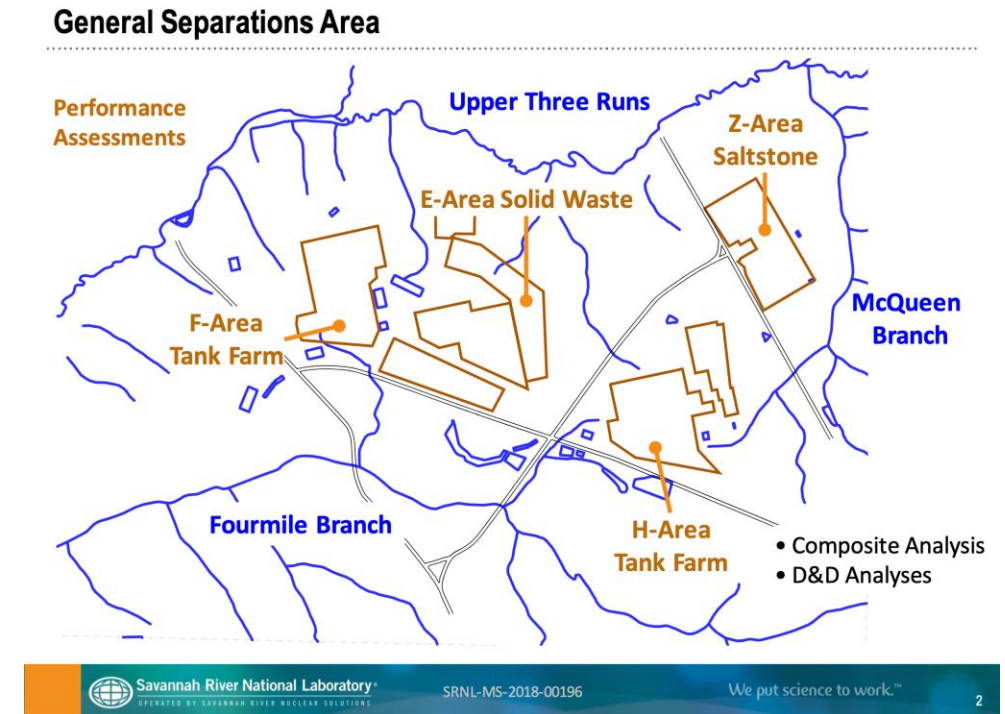 General Separations Area
Performance
Assessments
Upper Three Runs
Z-Area
Saltstone
E-Area Solid Waste
McQueen
Branch
F-Area
Tank Farm
Fourmile Branch
H-Area
Tank Farm
• Composite Analysis
• D&D Analyses
Savannah River National Laboratory
OPERATED BY SAVANNAH RIVER NUCLEAR SOLUTIONS
SRNL-MS-2018-00196
We put science to work.™
2